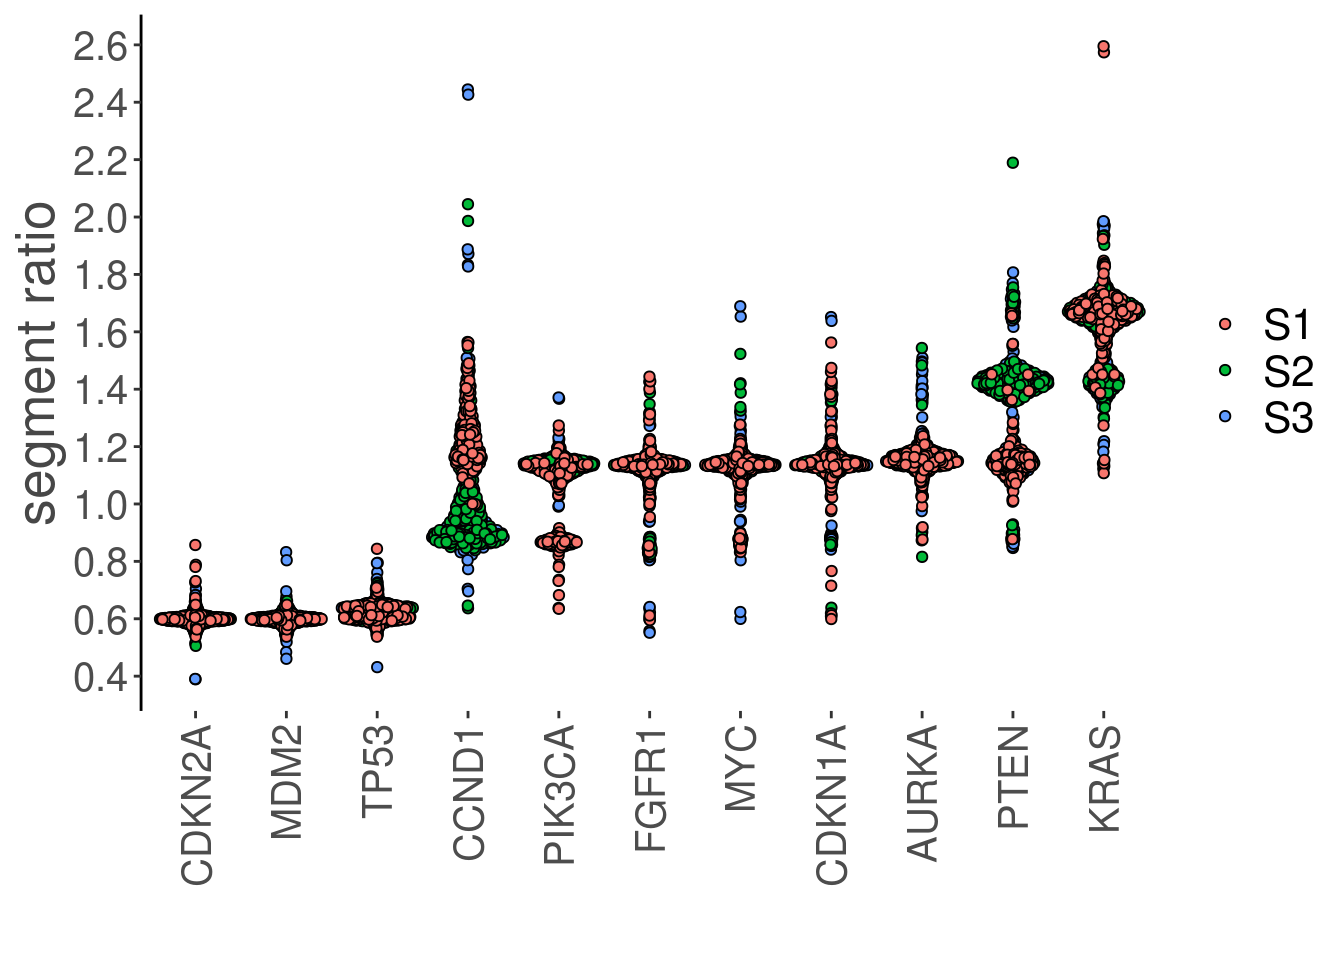 segment ratio
2.6
2.4
2.2
2.0
1.8
1.6
1.4
1.2
1.0
0.8
0.6
0.4
CDKN2A
MDM2
TP53
CCND1
PIK3CA
FGFR1
MYC
CDKN1A
AURKA
PTEN
KRAS
S1
S2
S3